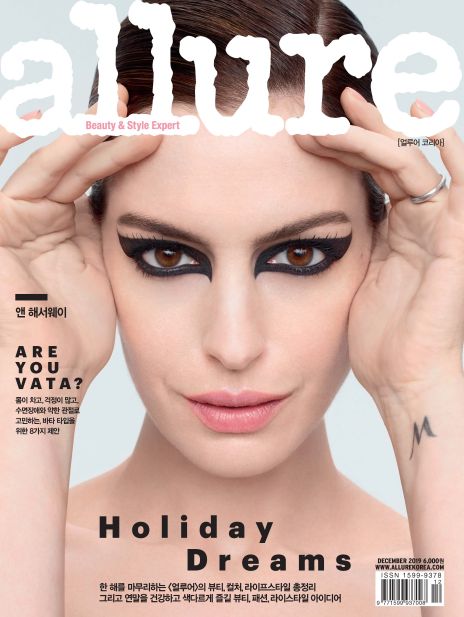 allure
Beauty & Style Expert
[얼루어 코리아]
앤 해서웨이
ARE
YOU
VATA?
몸이 차고, 걱정이 많고,
수면장애와 약한 관절로
고민하는, 바타 타입을
위한 8가지 제안
M
Holiday
Dreams
한 해를 마무리하는 <얼루어>의 뷰티, 컬처, 라이프스타일 총정리
그리고 연말을 건강하고 색다르게 즐길 뷰티, 패션, 라이스타일 아이디어
DECEMBER 2019 6,000원
WWW.ALLUREKOREA.COM
ISSN 1599-9378
12
9 771599 937008